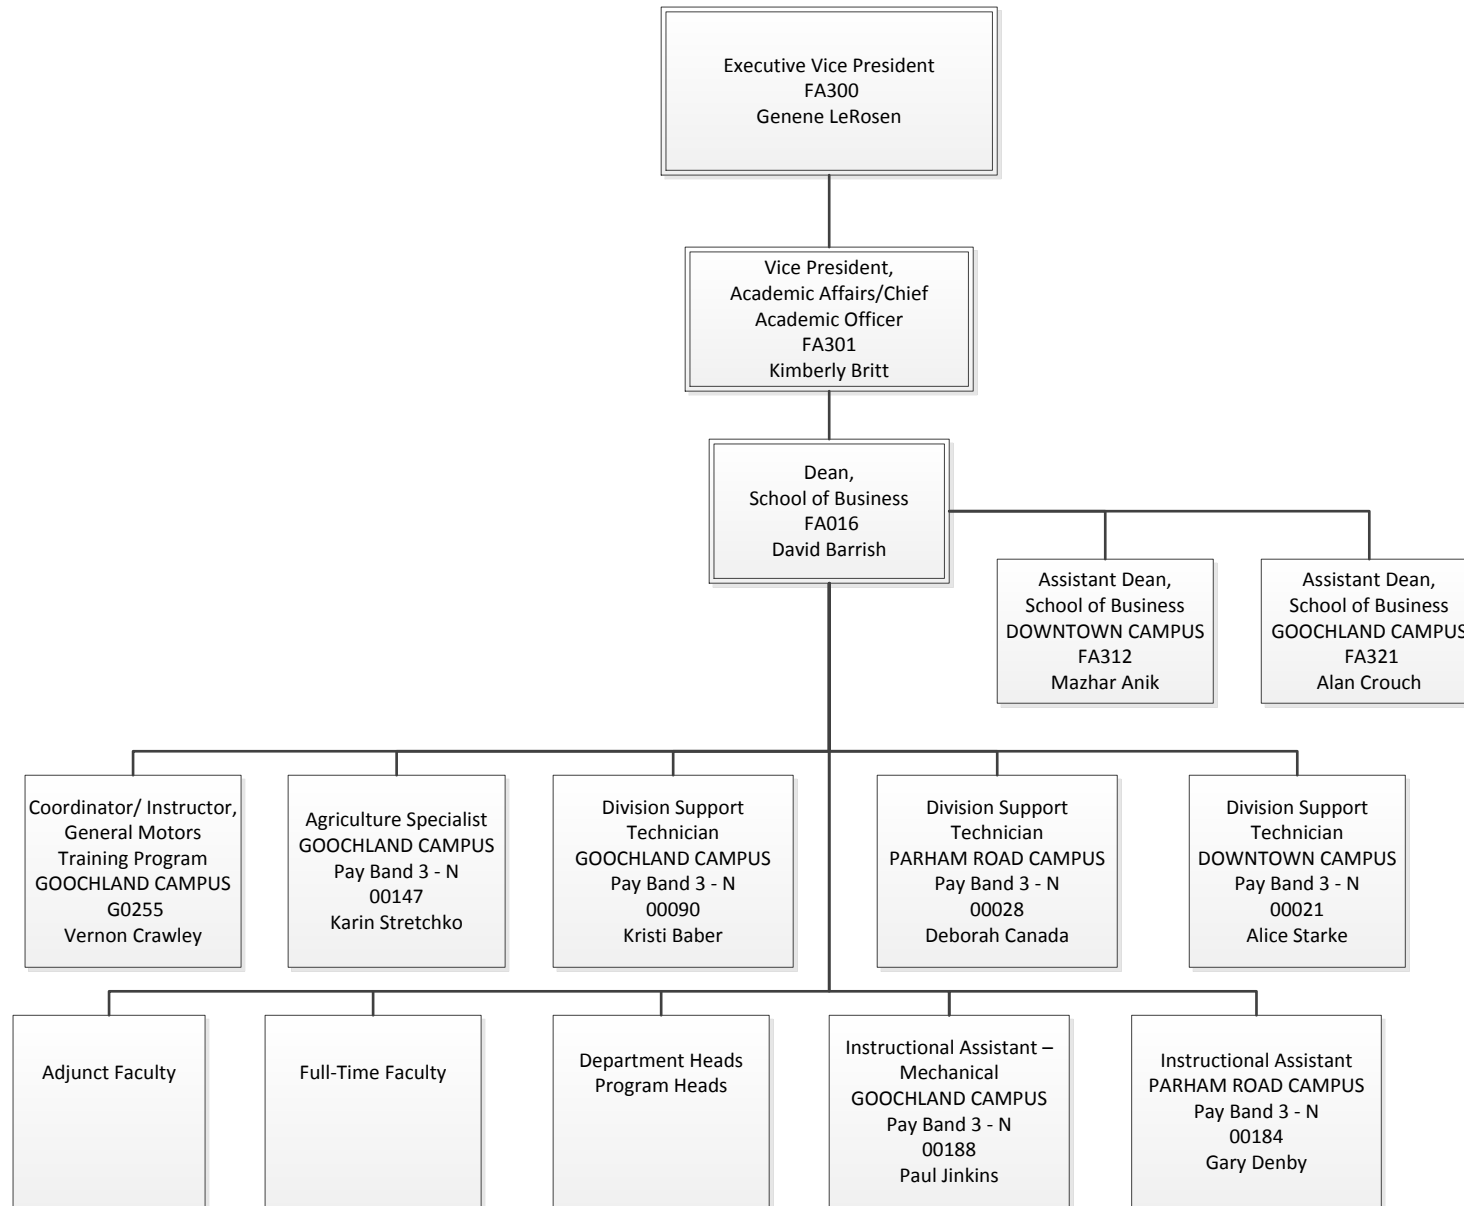 Executive Vice President
FA300
Genene LeRosen
Vice President,
Academic Affairs/Chief
Academic Officer
FA301
Kimberly Britt
Dean,
School of Business
FA016
David Barrish
Assistant Dean,
School of Business
DOWNTOWN CAMPUS
FA312
Mazhar Anik
Assistant Dean,
School of Business
GOOCHLAND CAMPUS
FA321
Alan Crouch
Coordinator/ Instructor,
General Motors
Training Program
GOOCHLAND CAMPUS
G0255
Vernon Crawley
Agriculture Specialist
GOOCHLAND CAMPUS
Pay Band 3 - N
00147
Karin Stretchko
Division Support
Technician
GOOCHLAND CAMPUS
Pay Band 3 - N
00090
Kristi Baber
Division Support
Technician
PARHAM ROAD CAMPUS
Pay Band 3 - N
00028
Deborah Canada
Division Support
Technician
DOWNTOWN CAMPUS
Pay Band 3 - N
00021
Alice Starke
Adjunct Faculty
Full-Time Faculty
Department Heads
Program Heads
Instructional Assistant –
Mechanical
GOOCHLAND CAMPUS
Pay Band 3 - N
00188
Paul Jinkins
Instructional Assistant
PARHAM ROAD CAMPUS
Pay Band 3 - N
00184
Gary Denby